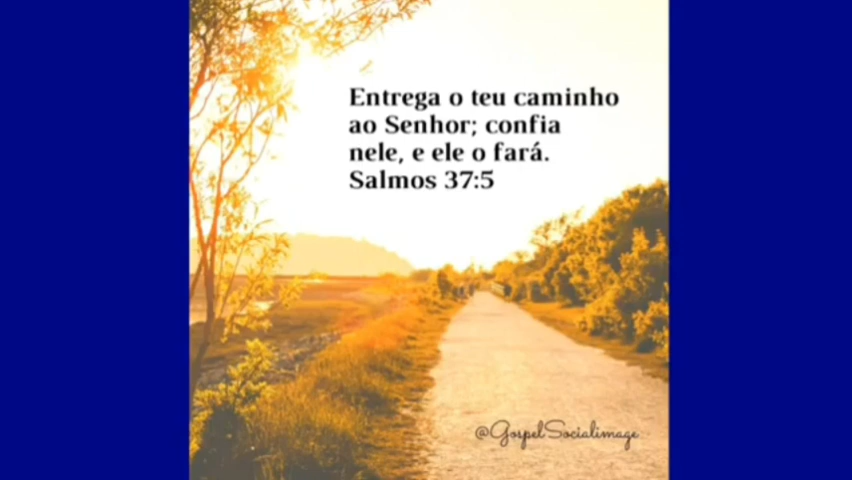 Entrega o teu caminho
ao Senhor; confia
nele, e ele o fará.
Salmos 37:5
@GospelSocialimage